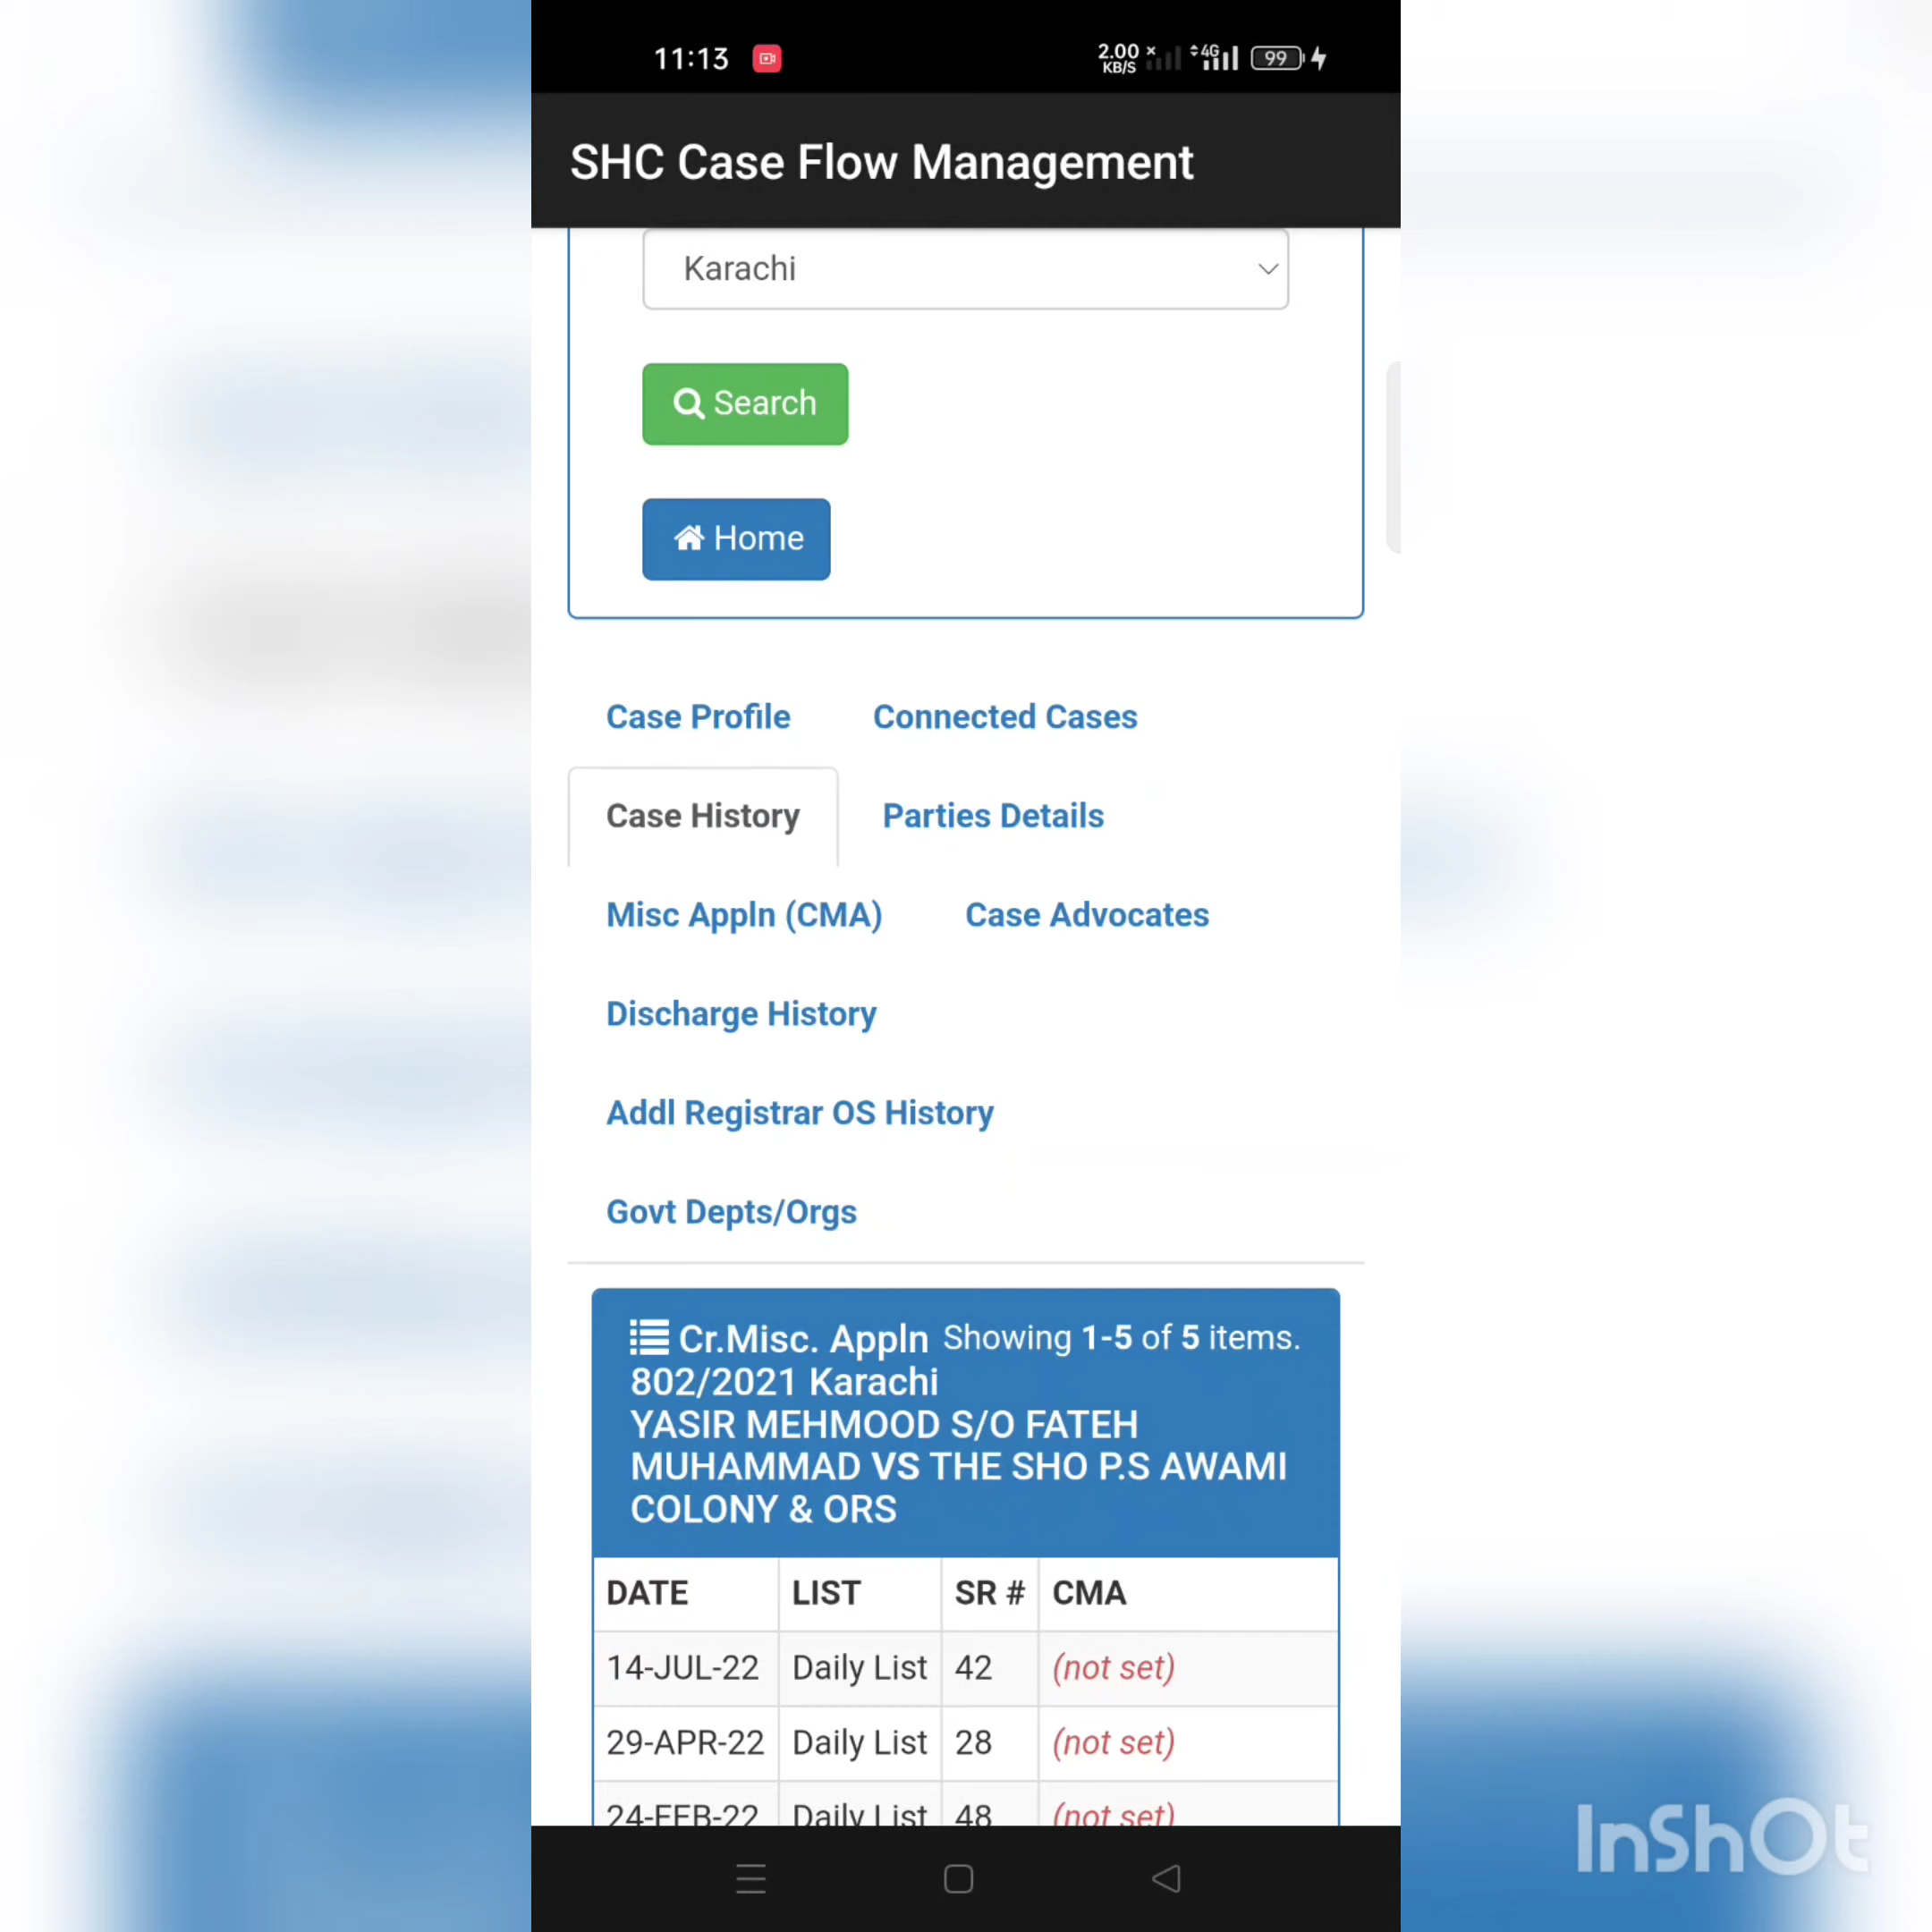 11:13
2.00 KB/S 4G 99
SHC Case Flow Management
Karachi
Search
Home
Case Profile Connected Cases
Case History Parties Details
Misc Appln (CMA) Case Advocates
Discharge History
Addl Registrar OS History
Govt Depts/Orgs
Cr.Misc. Appln Showing 1-5 of 5 items.
802/2021 Karachi
YASIR MEHMOOD S/O FATEH
MUHAMMAD VS THE SHO P.S AWAMI
COLONY & ORS
DATE LIST SR # CMA
14-JUL-22 Daily List 42 (not set)
29-APR-22 Daily List 28 (not set)
24-FEB-22 Daily List 48 (not set)
InShOt